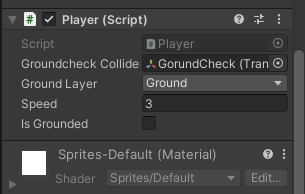 Player (Script)
Script Player
Groundcheck Collide GorundCheck (Tran
Ground Layer Ground
Speed 3
Is Grounded
Sprites-Default (Material)
Shader Sprites/Default Edit...